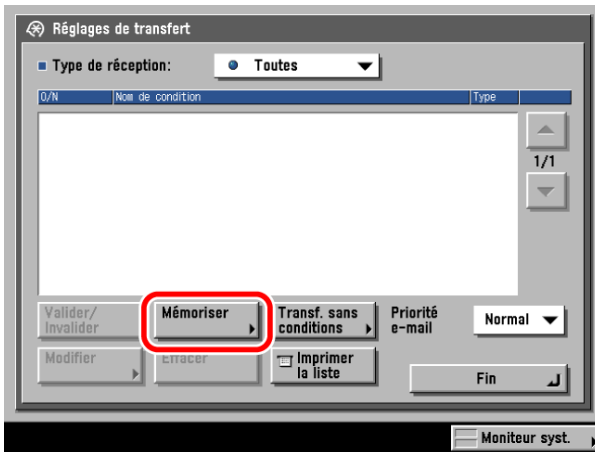 Réglages de transfert
Type de réception: Toutes
O/N Nom de condition Type
1/1
Valider/
Invalider
Mémoriser
Transf. sans
conditions
Priorité
e-mail
Normal
Modifier
Effacer
Imprimer
la liste
Fin
Moniteur syst.